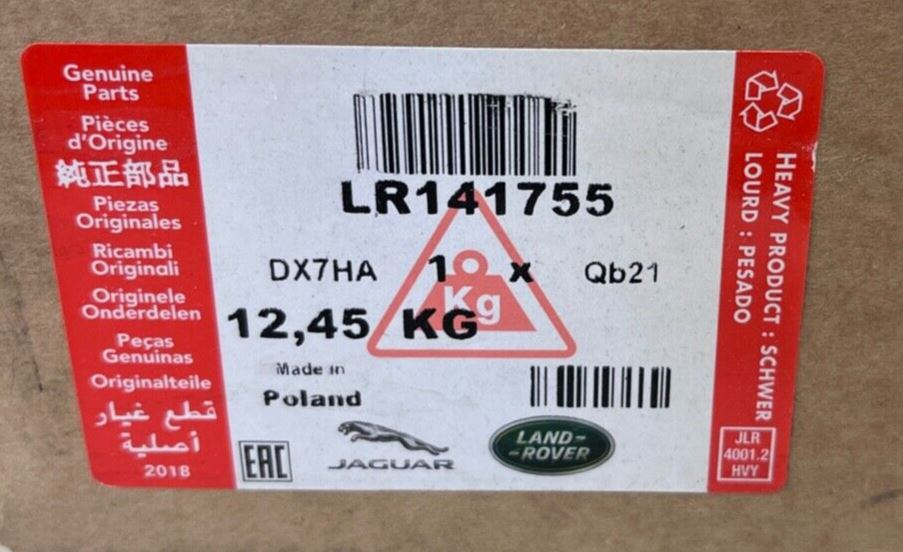 Genuine
Parts
Pièces
d'Origine
純正部品
Piezas
Originales
Ricambi
Originali
Originele
Onderdelen
Peças
Genuinas
Originalteile
قطع غيار
أصلية
2018
LR141755
DX7HA 1 x Qb21
Kg
12,45 KG
Made in
Poland
EAC
JAGUAR
LAND-
-ROVER
HEAVY PRODUCT : SCHWER
LOURD : PESADO
JLR
4001.2
HVY